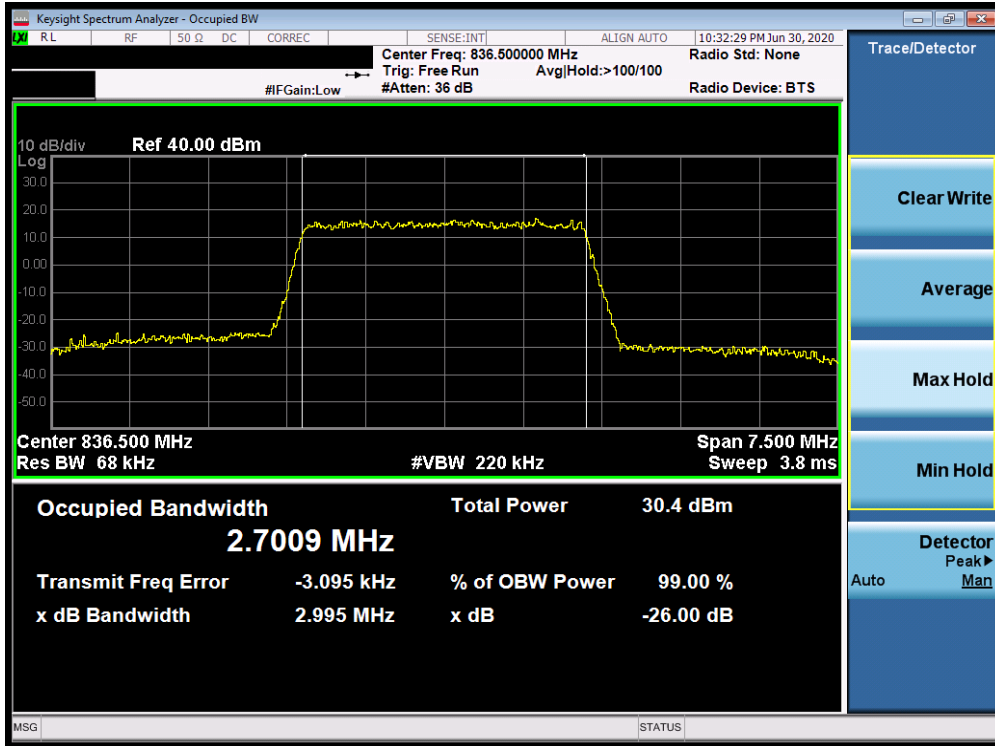 Keysight Spectrum Analyzer - Occupied BW
LXI RL RF 50 Ω DC CORREC SENSE:INT ALIGN AUTO 10:32:29 PM Jun 30, 2020
Center Freq: 836.500000 MHz Radio Std: None
Trig: Free Run Avg|Hold:>100/100
#IFGain:Low #Atten: 36 dB Radio Device: BTS
10 dB/div Ref 40.00 dBm
Log
30.0
20.0
10.0
0.00
-10.0
-20.0
-30.0
-40.0
-50.0
Center 836.500 MHz Span 7.500 MHz
Res BW 68 kHz #VBW 220 kHz Sweep 3.8 ms
Occupied Bandwidth Total Power 30.4 dBm
2.7009 MHz
Transmit Freq Error -3.095 kHz % of OBW Power 99.00 %
x dB Bandwidth 2.995 MHz x dB -26.00 dB
MSG STATUS
Trace/Detector
Clear Write
Average
Max Hold
Min Hold
Detector
Peak▶
Auto Man